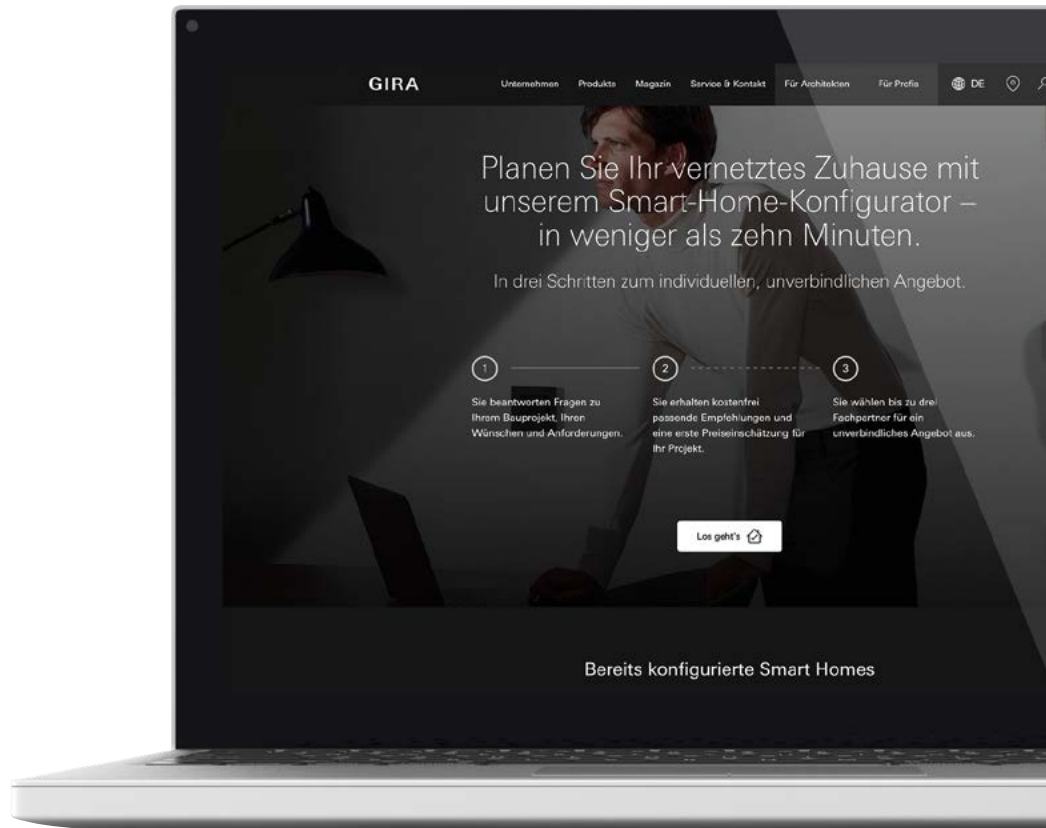 GIRA
Unternehmen Produkte Magazin Service & Kontakt Für Architekten Für Profis DE
Planen Sie Ihr vernetztes Zuhause mit
unserem Smart-Home-Konfigurator –
in weniger als zehn Minuten.
In drei Schritten zum individuellen, unverbindlichen Angebot.
1
Sie beantworten Fragen zu
Ihrem Bauprojekt, Ihren
Wünschen und Anforderungen.
2
Sie erhalten kostenfrei
passende Empfehlungen und
eine erste Preiseinschätzung für
Ihr Projekt.
3
Sie wählen bis zu drei
Fachpartner für ein
unverbindliches Angebot aus.
Los geht's
Bereits konfigurierte Smart Homes